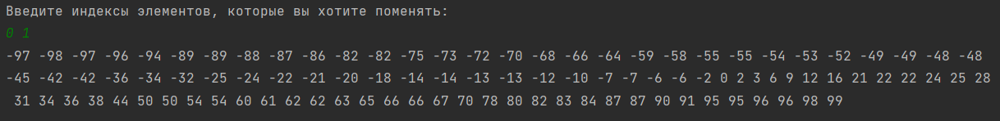 Введите индексы элементов, которые вы хотите поменять:
0 1
-97 -98 -97 -96 -94 -89 -89 -88 -87 -86 -82 -82 -75 -73 -72 -70 -68 -66 -64 -59 -58 -55 -55 -54 -53 -52 -49 -49 -48 -48
-45 -42 -42 -36 -34 -32 -25 -24 -22 -21 -20 -18 -14 -14 -13 -13 -12 -10 -7 -7 -6 -6 -2 0 2 3 6 9 12 16 21 22 22 24 25 28
31 34 36 38 44 50 50 54 54 60 61 62 62 63 65 66 66 67 70 78 80 82 83 84 87 87 90 91 95 95 96 96 98 99